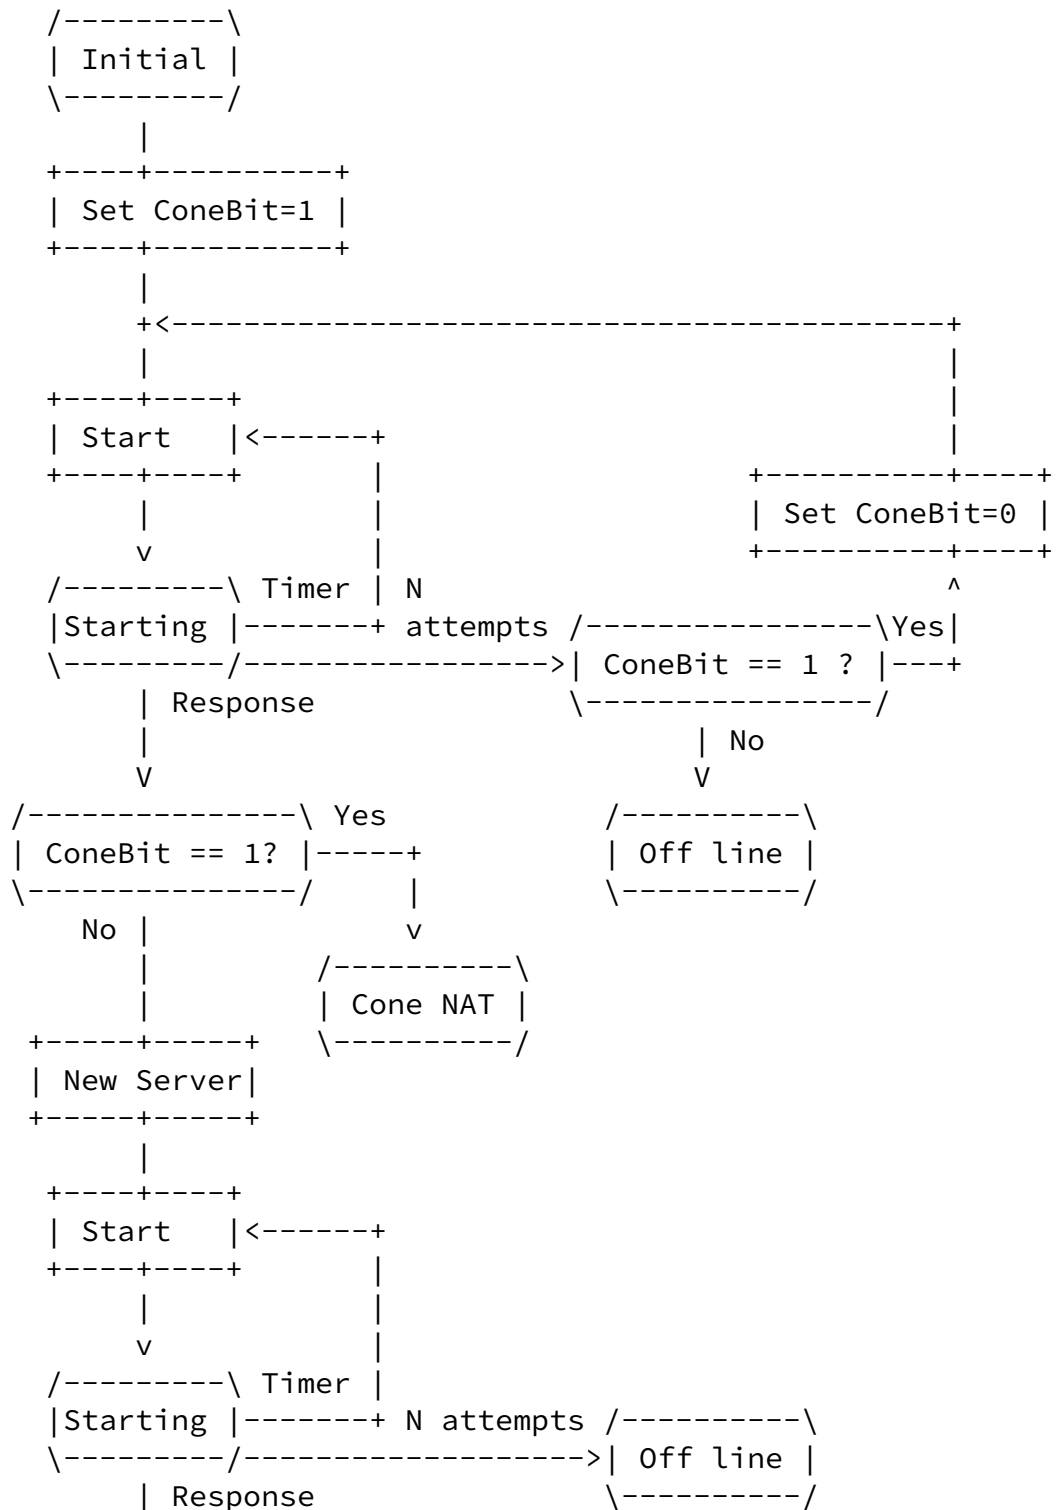 /---------\
| Initial |
\---------/
     |
+----+----------+
| Set ConeBit=1 |
+----+----------+
     |
     +<-------------------------------------------+
     |                                            |
+----+----+                                       |
| Start   |<------+                               |
+----+----+       |                    +----------+----+
     |            |                    | Set ConeBit=0 |
     v            |                    +----------+----+
/---------\ Timer | N                             ^
|Starting |-------+ attempts /----------------\Yes|
\---------/----------------->| ConeBit == 1 ? |---+
     | Response              \----------------/
     |                              | No
     V                              V
/---------------\ Yes          /----------\
| ConeBit == 1? |-----+        | Off line |
\---------------/     |        \----------/
No |                  v
   |             /----------\
   |             | Cone NAT |
+-----+-----+    \----------/
| New Server|
+-----+-----+
     |
+----+----+
| Start   |<------+
+----+----+       |
     |            |
     v            |
/---------\ Timer |
|Starting |-------+ N attempts /----------\
\---------/------------------->| Off line |
     | Response                \----------/